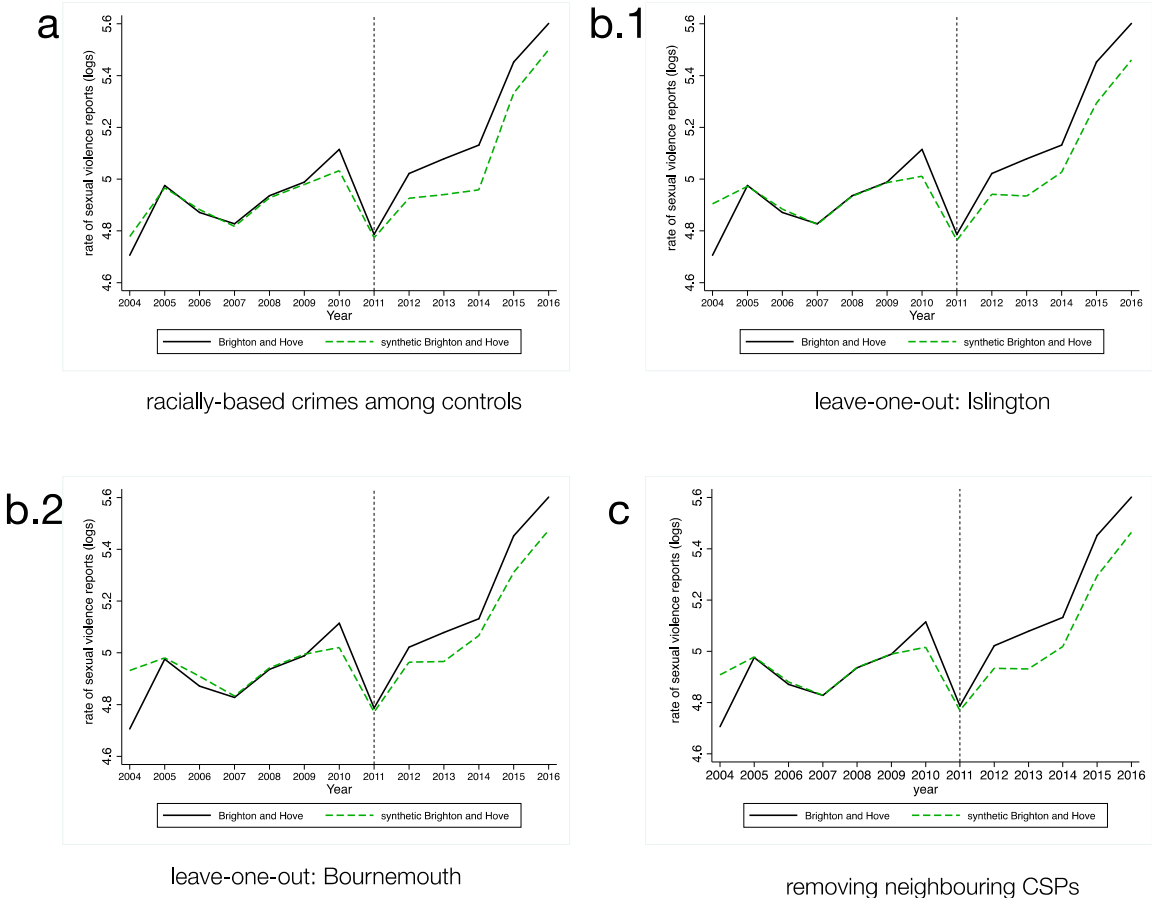 a
rate of sexual violence reports (logs)
5.6
5.4
5.2
5
4.8
4.6
2004 2005 2006 2007 2008 2009 2010 2011 2012 2013 2014 2015 2016
Year
Brighton and Hove synthetic Brighton and Hove
racially-based crimes among controls
b.1
rate of sexual violence reports (logs)
5.6
5.4
5.2
5
4.8
4.6
2004 2005 2006 2007 2008 2009 2010 2011 2012 2013 2014 2015 2016
Year
Brighton and Hove synthetic Brighton and Hove
leave-one-out: Islington
b.2
rate of sexual violence reports (logs)
5.6
5.4
5.2
5
4.8
4.6
2004 2005 2006 2007 2008 2009 2010 2011 2012 2013 2014 2015 2016
Year
Brighton and Hove synthetic Brighton and Hove
leave-one-out: Bournemouth
c
rate of sexual violence reports (logs)
5.6
5.4
5.2
5
4.8
4.6
2004 2005 2006 2007 2008 2009 2010 2011 2012 2013 2014 2015 2016
year
Brighton and Hove synthetic Brighton and Hove
removing neighbouring CSPs